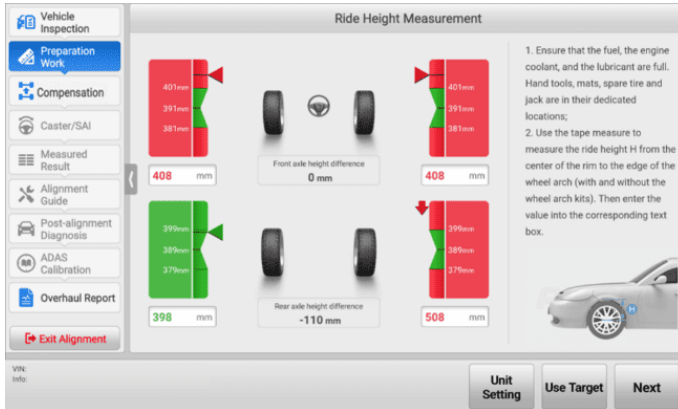 Vehicle
Inspection
Preparation
Work
Compensation
Caster/SAI
Measured
Result
Alignment
Guide
Post-alignment
Diagnosis
ADAS
Calibration
Overhaul Report
Exit Alignment
Ride Height Measurement
401mm
391mm
381mm
408 mm
Front axle height difference
0 mm
401mm
391mm
381mm
408 mm
399mm
389mm
379mm
398 mm
Rear axle height difference
-110 mm
399mm
389mm
379mm
508 mm
1. Ensure that the fuel, the engine
coolant, and the lubricant are full.
Hand tools, mats, spare tire and
jack are in their dedicated
locations;
2. Use the tape measure to
measure the ride height H from the
center of the rim to the edge of the
wheel arch (with and without the
wheel arch kits). Then enter the
value into the corresponding text
box.
H
VIN:
Info:
Unit
Setting
Use Target
Next